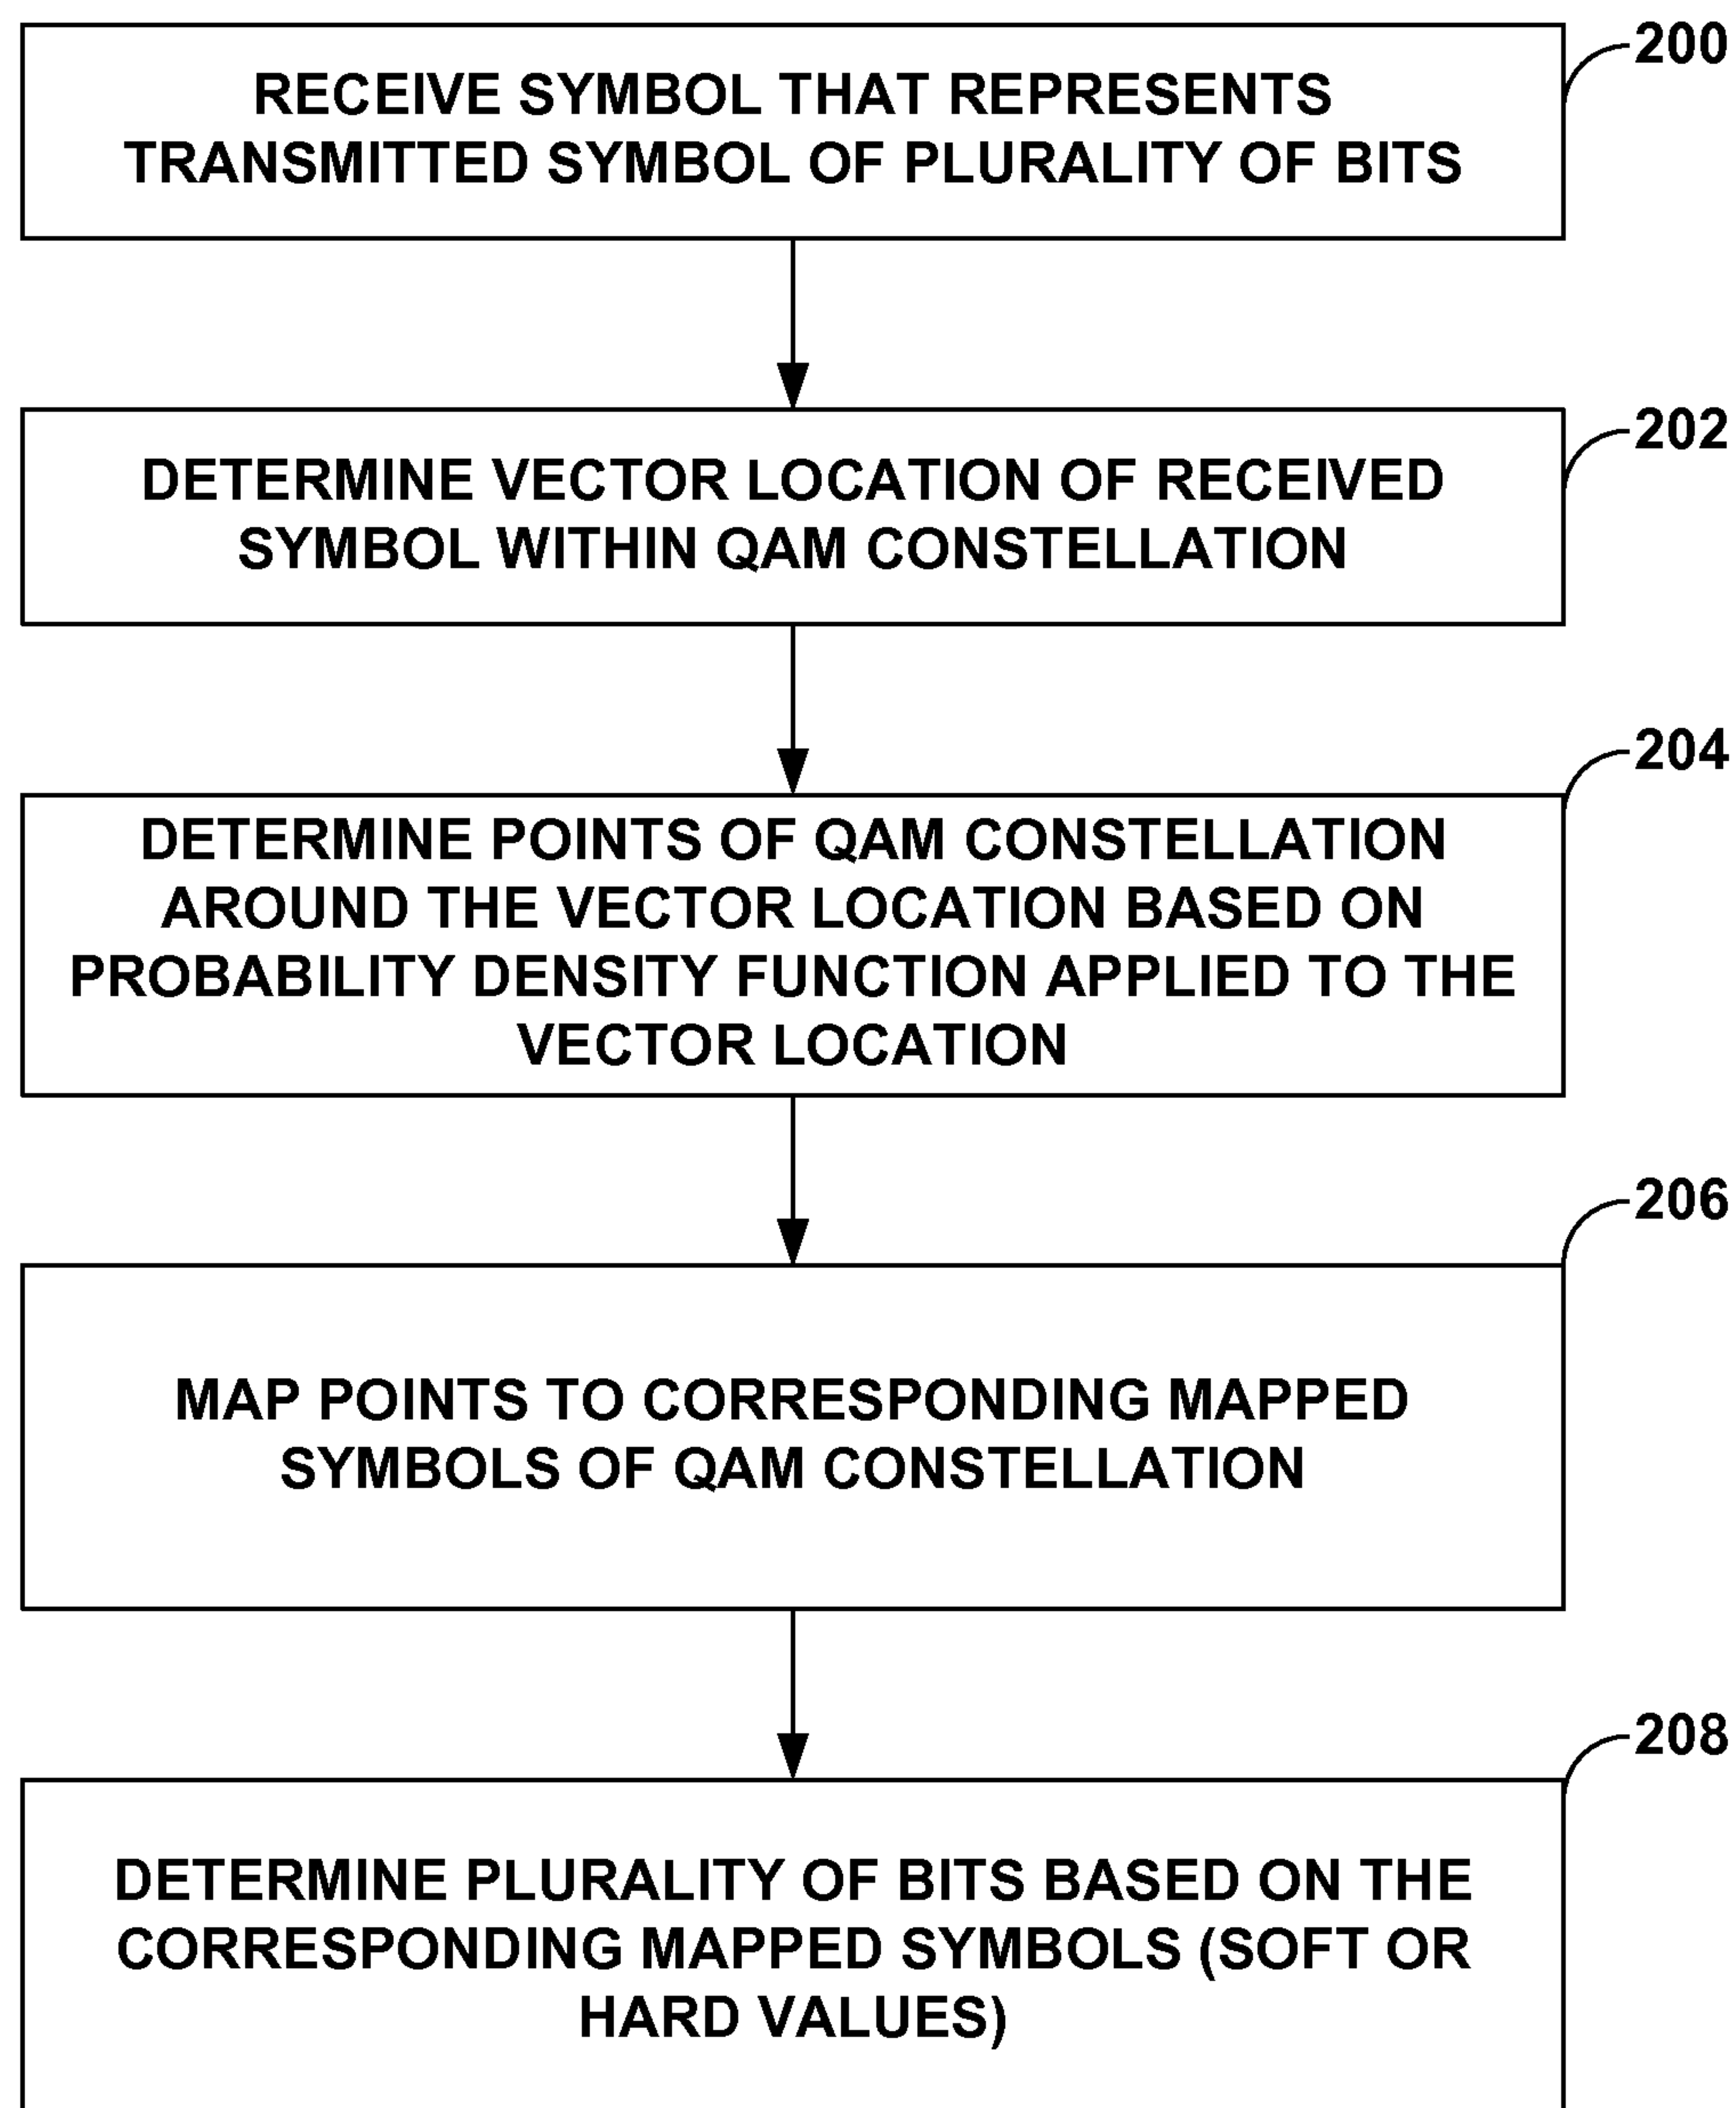 200
RECEIVE SYMBOL THAT REPRESENTS
TRANSMITTED SYMBOL OF PLURALITY OF BITS
202
DETERMINE VECTOR LOCATION OF RECEIVED
SYMBOL WITHIN QAM CONSTELLATION
204
DETERMINE POINTS OF QAM CONSTELLATION
AROUND THE VECTOR LOCATION BASED ON
PROBABILITY DENSITY FUNCTION APPLIED TO THE
VECTOR LOCATION
206
MAP POINTS TO CORRESPONDING MAPPED
SYMBOLS OF QAM CONSTELLATION
208
DETERMINE PLURALITY OF BITS BASED ON THE
CORRESPONDING MAPPED SYMBOLS (SOFT OR
HARD VALUES)